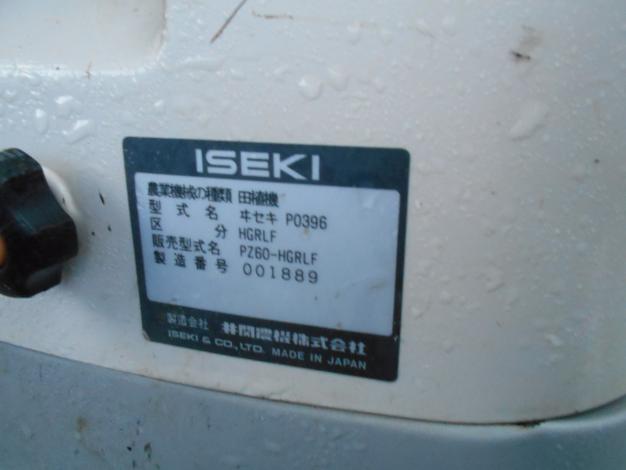 ISEKI
農業機械の種類 田植機
型式名 ヰセキ P0396
区分 HGRLF
販売型式名 PZ60-HGRLF
製造番号 001889
製造会社 井関農機株式会社
ISEKI & CO., LTD. MADE IN JAPAN